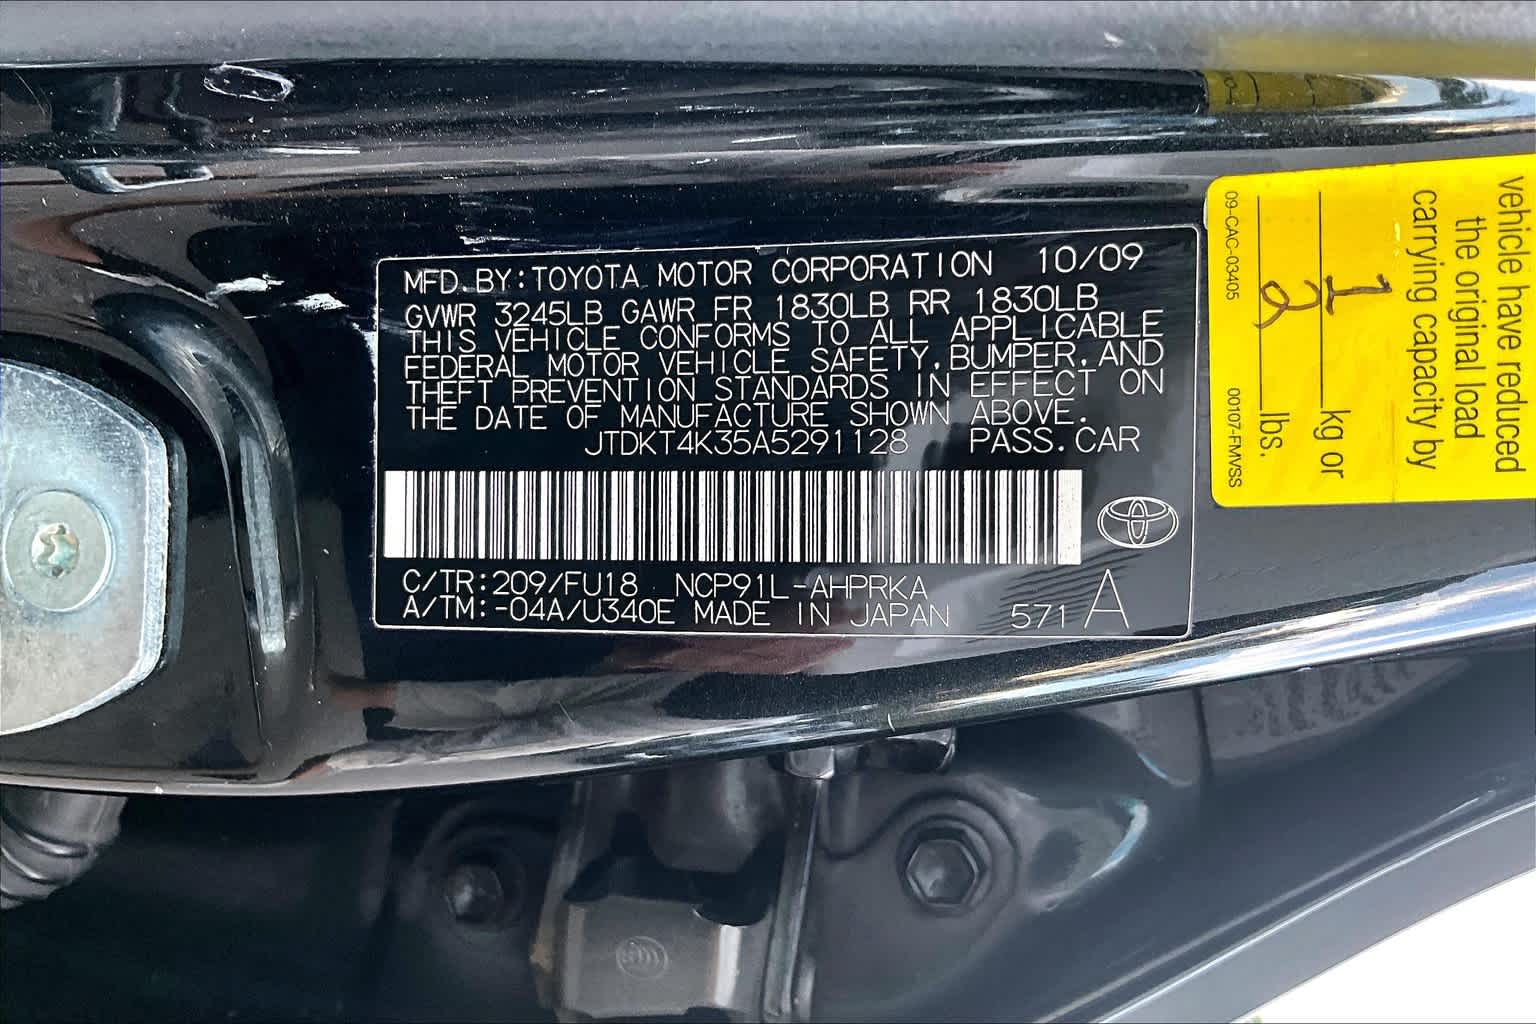 MFD.BY:TOYOTA MOTOR CORPORATION 10/09
GVWR 3245LB GAWR FR 1830LB RR 1830LB
THIS VEHICLE CONFORMS TO ALL APPLICABLE
FEDERAL MOTOR VEHICLE SAFETY,BUMPER,AND
THEFT PREVENTION STANDARDS IN EFFECT ON
THE DATE OF MANUFACTURE SHOWN ABOVE.
JTDKT4K35A5291128 PASS.CAR
C/TR:209/FU18 NCP91L-AHPRKA
A/TM:-04A/U340E MADE IN JAPAN 571 A
vehicle have reduced
the original load
carrying capacity by
1 kg or
2 lbs.
09-CAC-03405 00107-FMVSS